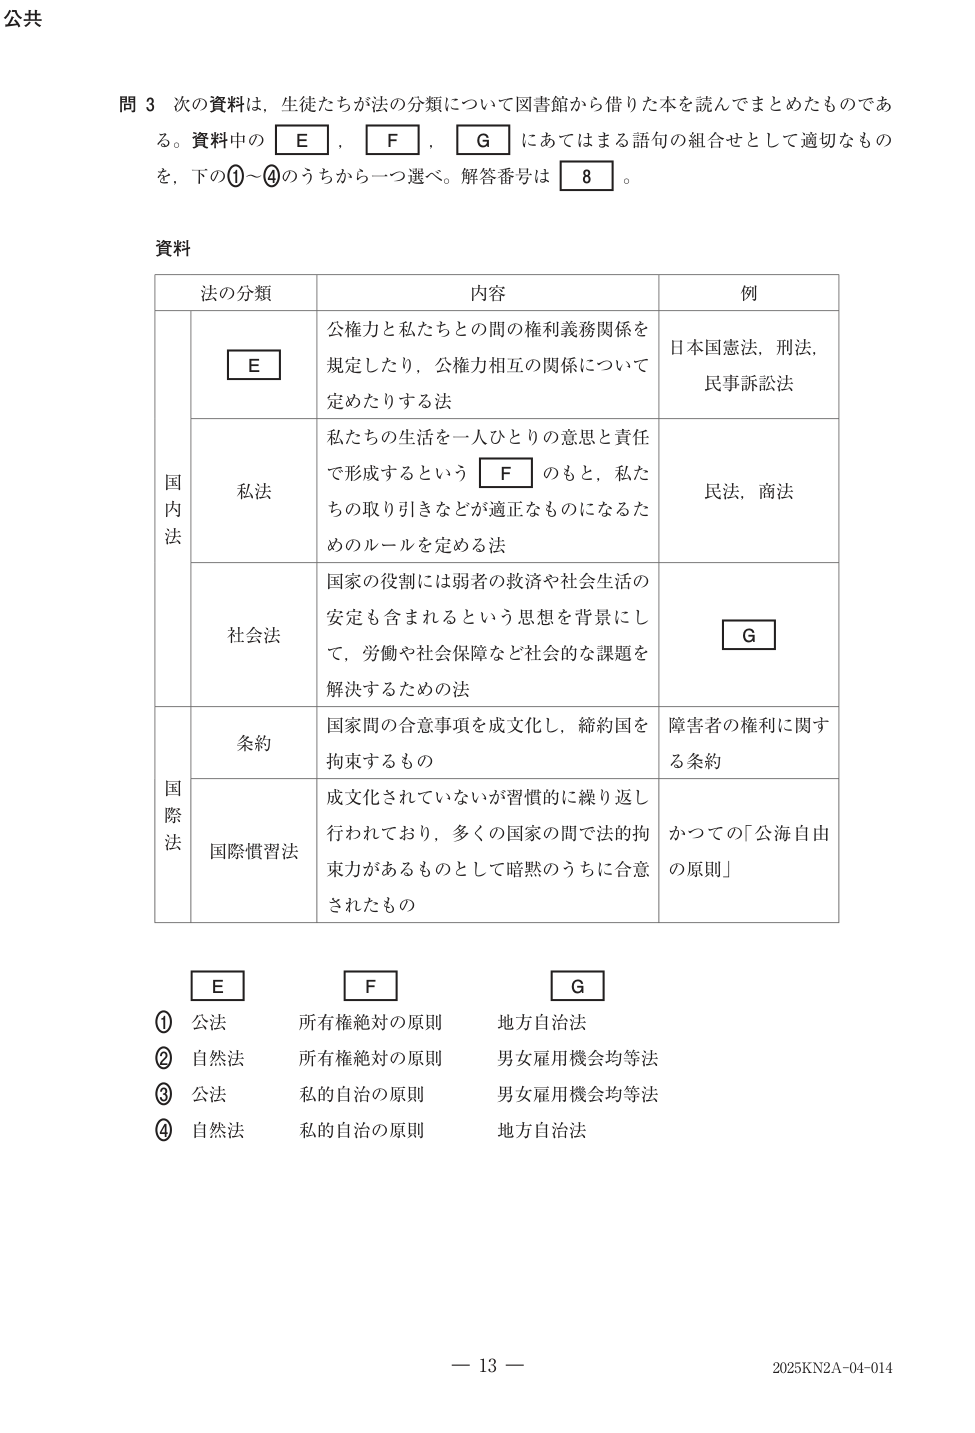 公共
問 3 次の資料は，生徒たちが法の分類について図書館から借りた本を読んでまとめたものであ
る。資料中の E ， F ， G にあてはまる語句の組合せとして適切なもの
を，下の①～④のうちから一つ選べ。解答番号は 8 。
資料
法の分類 内容 例
国内法
E
公権力と私たちとの間の権利義務関係を
規定したり，公権力相互の関係について
定めたりする法
日本国憲法，刑法，
民事訴訟法
私法
私たちの生活を一人ひとりの意思と責任
で形成するという F のもと，私た
ちの取り引きなどが適正なものになるた
めのルールを定める法
民法，商法
社会法
国家の役割には弱者の救済や社会生活の
安定も含まれるという思想を背景にし
て，労働や社会保障など社会的な課題を
解決するための法
G
国際法
条約
国家間の合意事項を成文化し，締約国を
拘束するもの
障害者の権利に関す
る条約
国際慣習法
成文化されていないが習慣的に繰り返し
行われており，多くの国家の間で法的拘
束力があるものとして暗黙のうちに合意
されたもの
かつての「公海自由
の原則」
E F G
① 公法 所有権絶対の原則 地方自治法
② 自然法 所有権絶対の原則 男女雇用機会均等法
③ 公法 私的自治の原則 男女雇用機会均等法
④ 自然法 私的自治の原則 地方自治法
— 13 —
2025KN2A-04-014